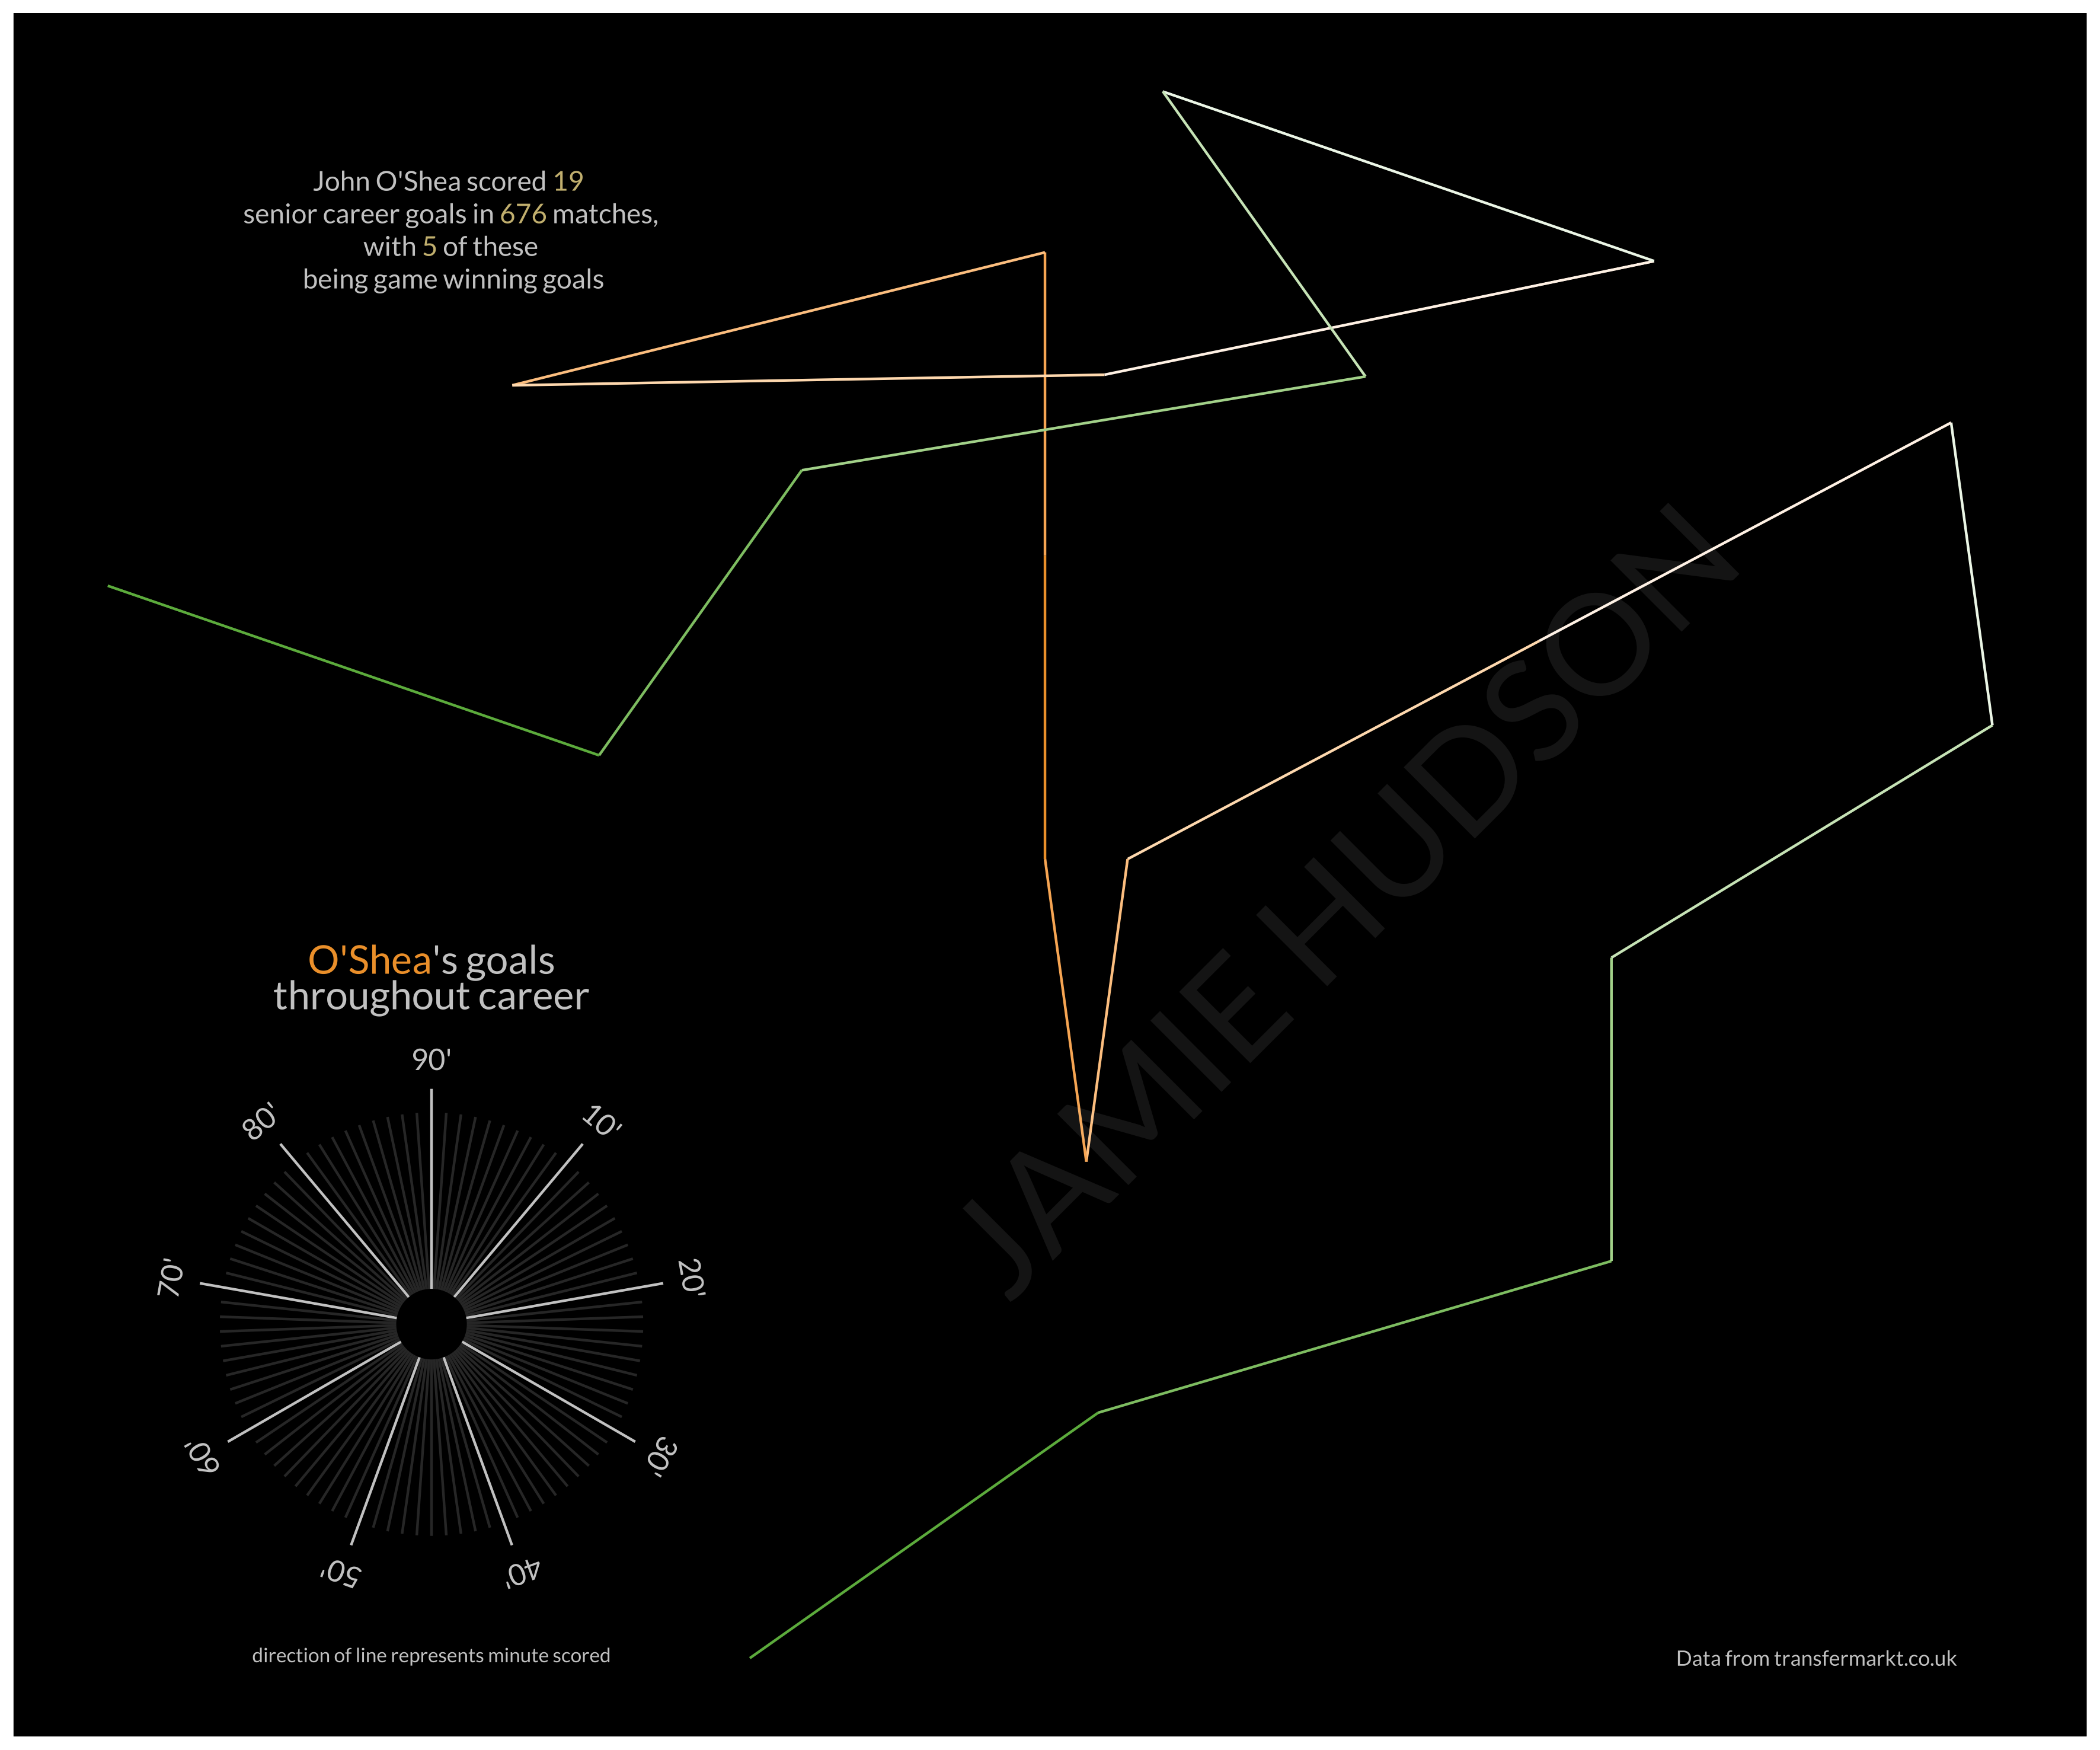 John O'Shea scored 19
senior career goals in 676 matches,
with 5 of these
being game winning goals
JAMIE HUDSON
O'Shea's goals
throughout career
90'
10'
20'
30'
40'
50'
60'
70'
80'
direction of line represents minute scored
Data from transfermarkt.co.uk